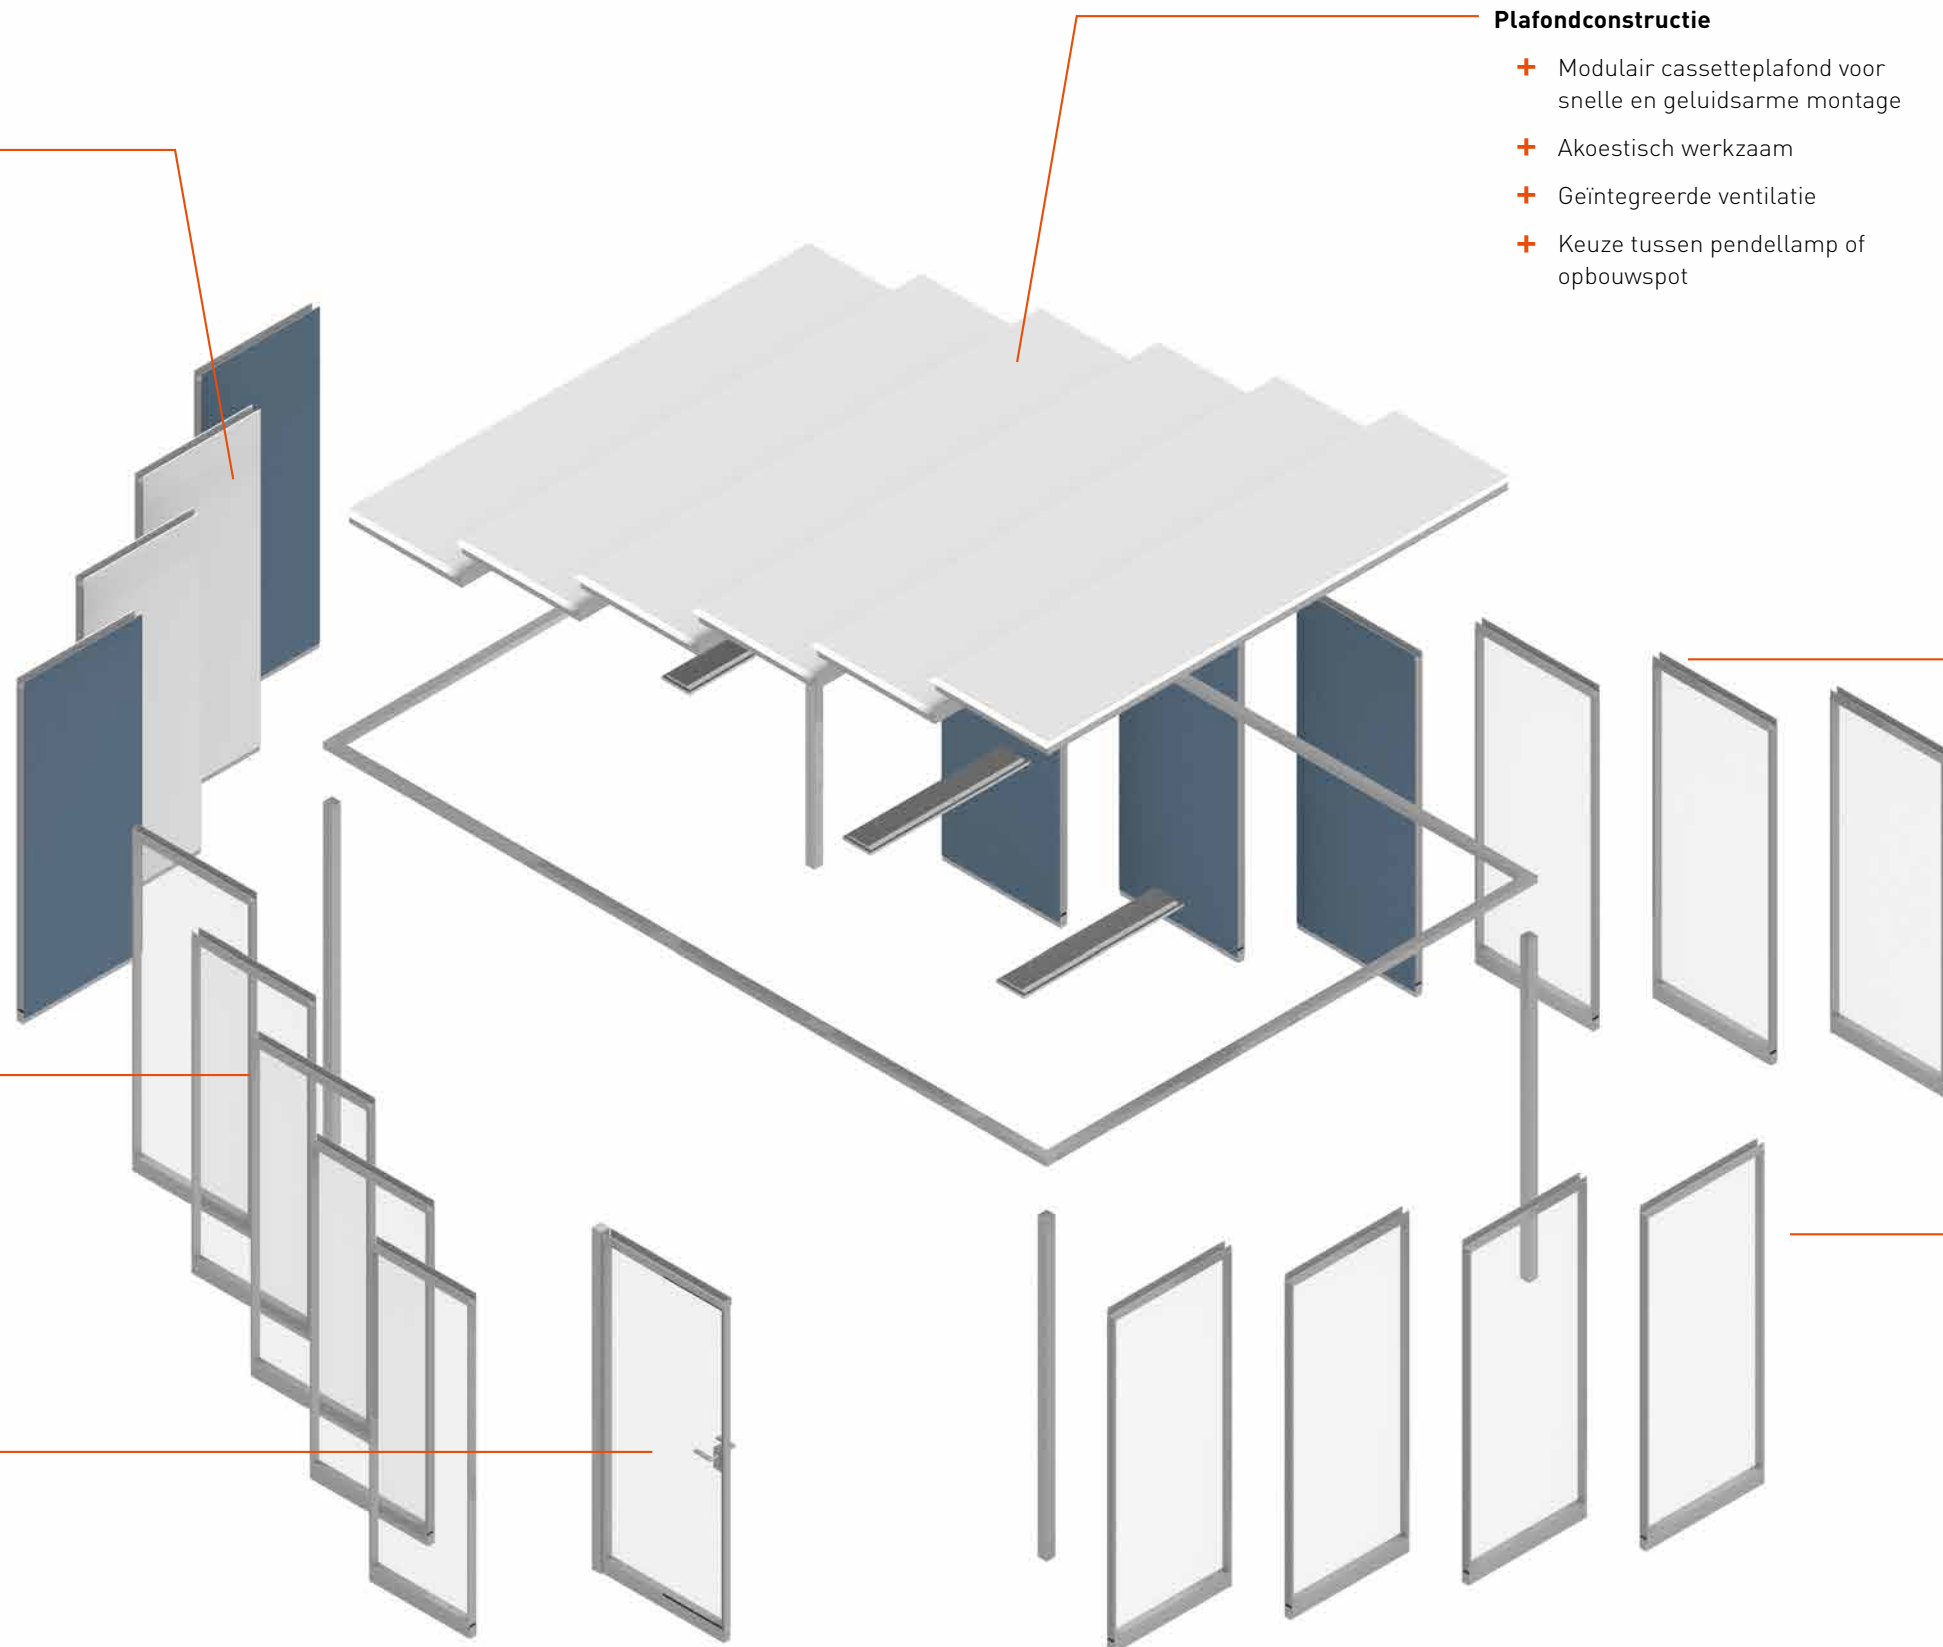 Plafondconstructie
+ Modulair cassetteplafond voor
snelle en geluidsarme montage
+ Akoestisch werkzaam
+ Geïntegreerde ventilatie
+ Keuze tussen pendellamp of
opbouwspot